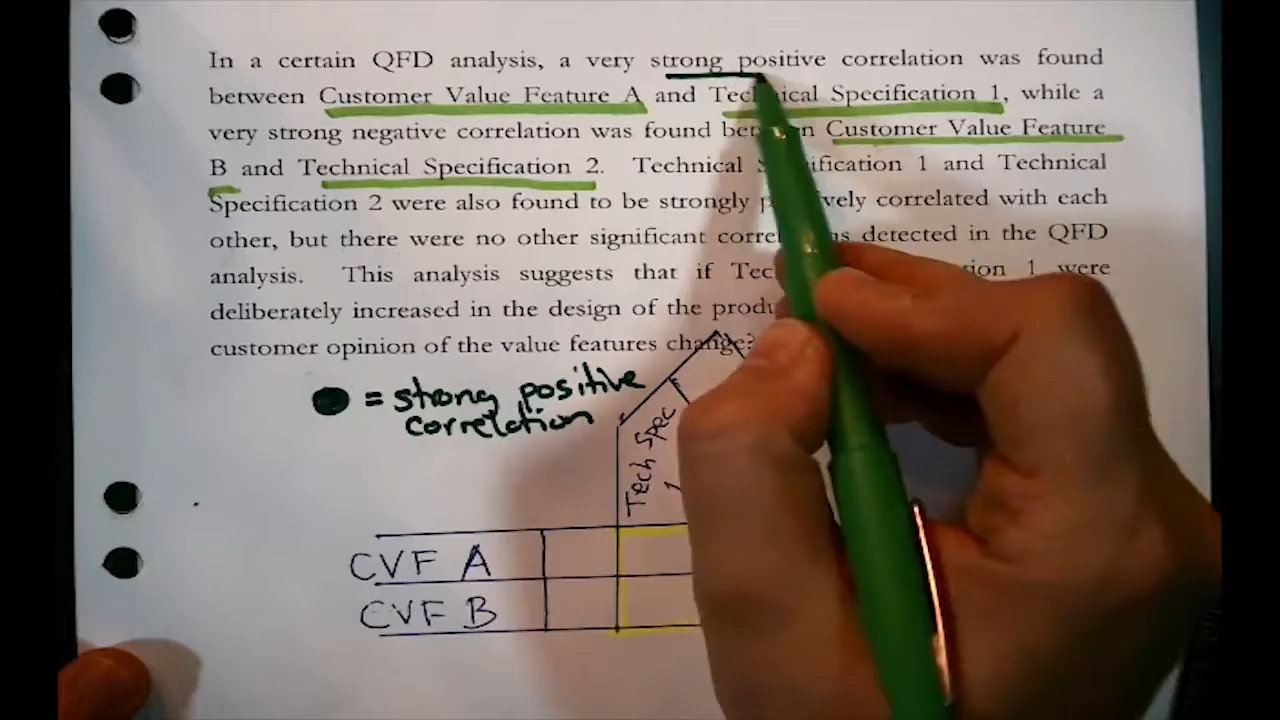 In a certain QFD analysis, a very strong positive correlation was found
between Customer Value Feature A and Technical Specification 1, while a
very strong negative correlation was found between Customer Value Feature
B and Technical Specification 2. Technical Specification 1 and Technical
Specification 2 were also found to be strongly positively correlated with each
other, but there were no other significant correlations detected in the QFD
analysis. This analysis suggests that if 1 were
deliberately increased in the design of the
customer opinion of the value features change?
● = strong positive
correlation
Tech Spec
1
CVF A
CVF B